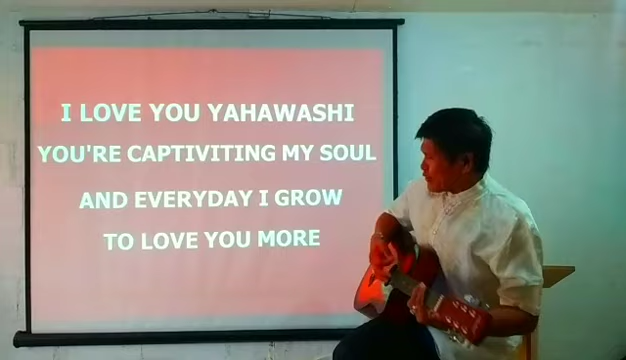 I LOVE YOU YAHAWASHI
YOU'RE CAPTIVITING MY SOUL
AND EVERYDAY I GROW
TO LOVE YOU MORE